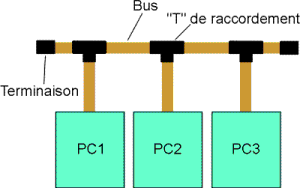 Bus
"T" de raccordement
Terminaison
PC1
PC2
PC3